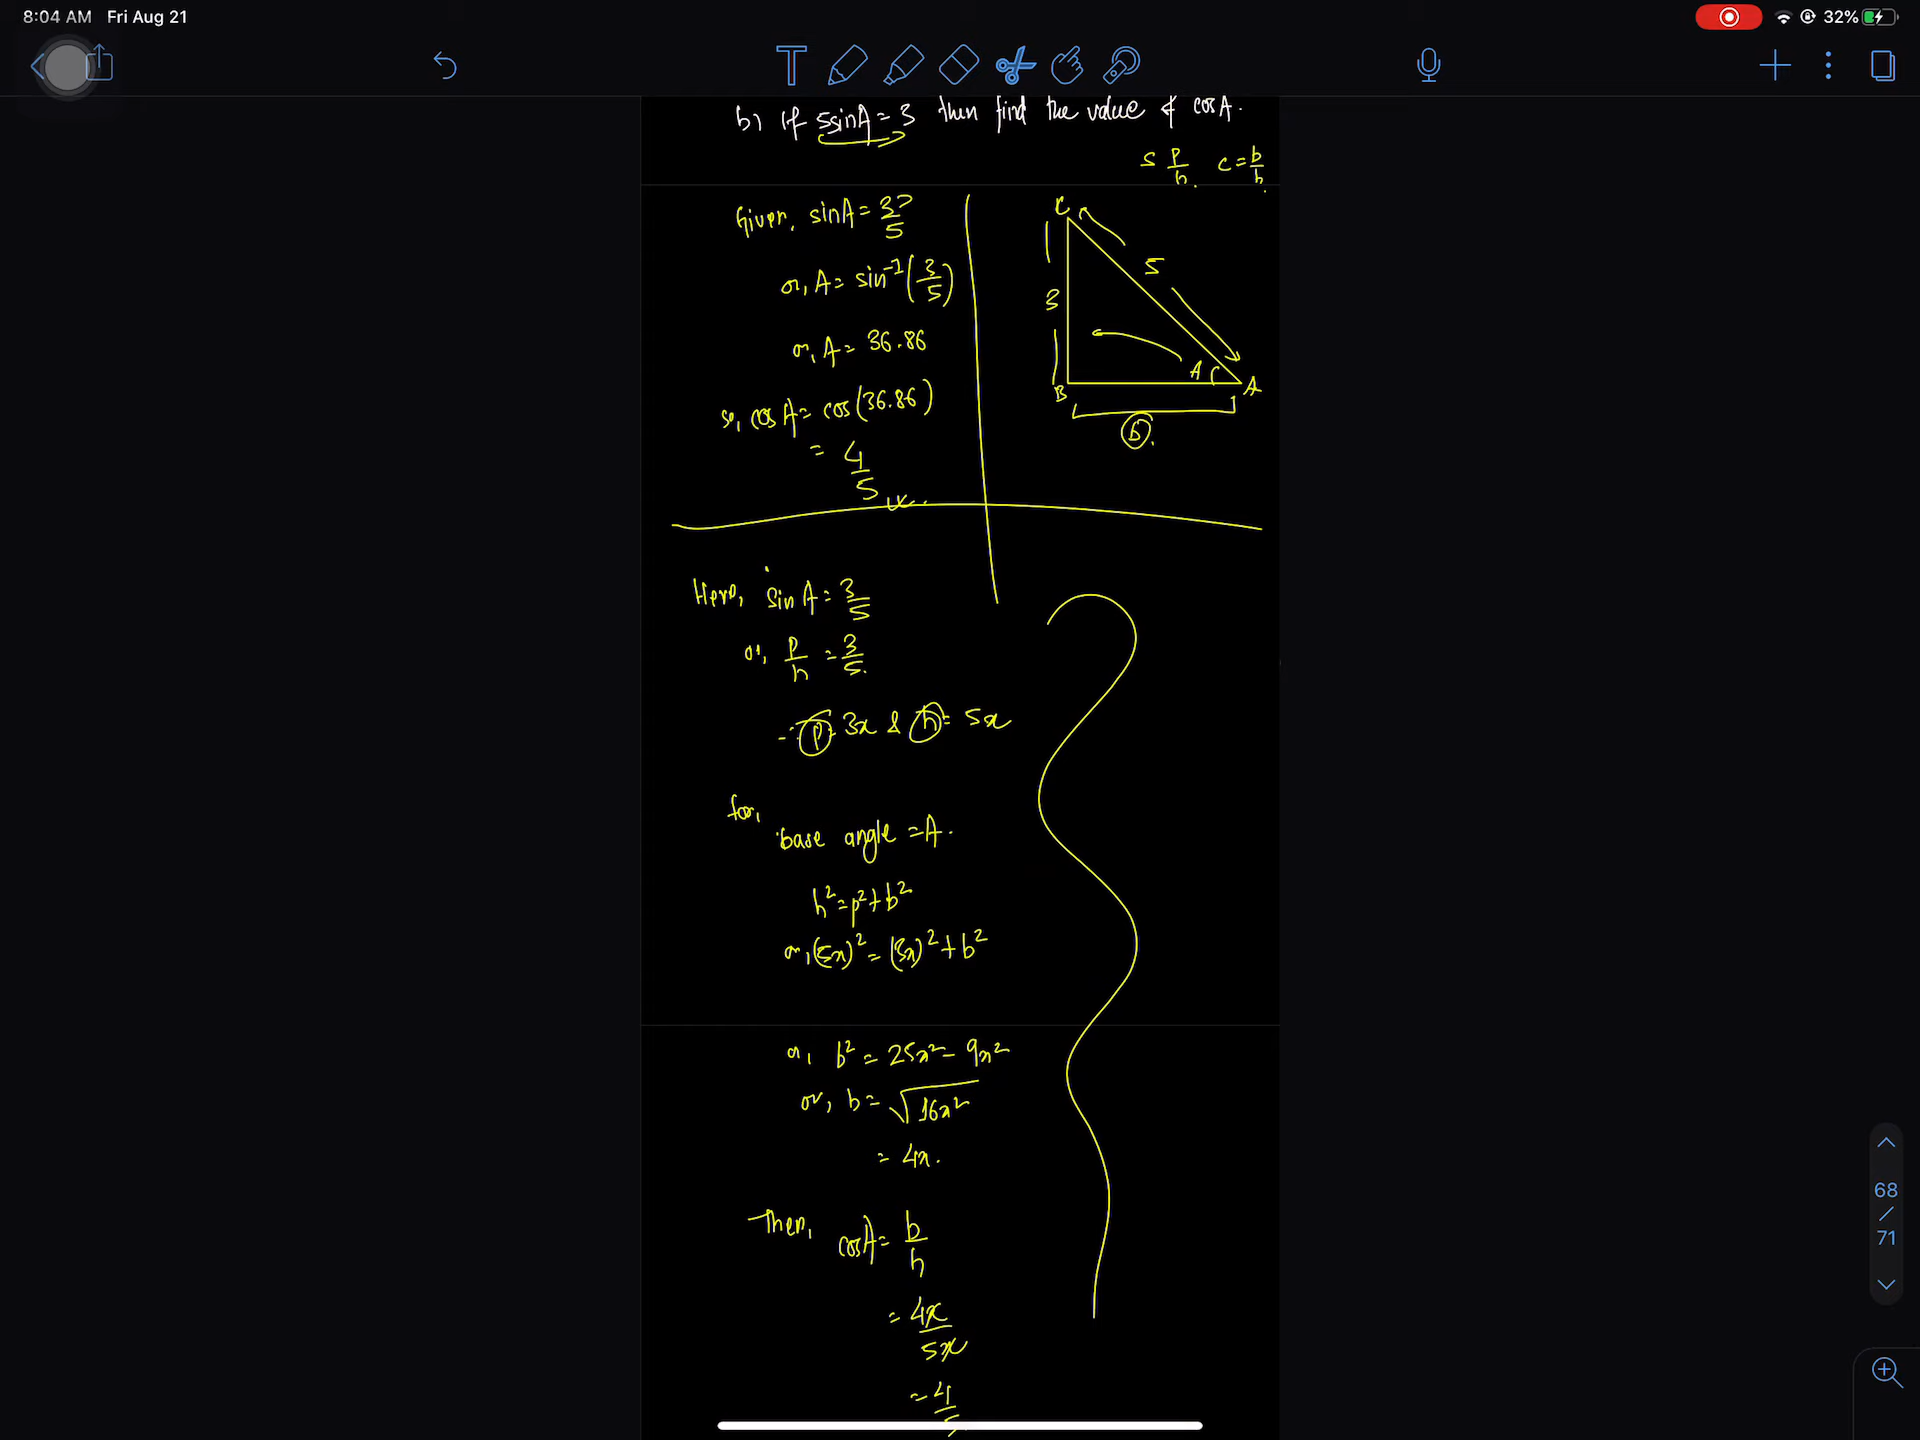 8:04 AM Fri Aug 21
32%
T
b) If 5sinA = 3 then find the value of cosA.
s p/h. c = b/h.
Given, sinA = 3/5
or, A = sin⁻¹(3/5)
or, A = 36.86
so, cosA = cos(36.86)
= 4/5
C
5
3
A
B
A
b.
Here, sinA = 3/5
or, p/h = 3/5.
∴ p = 3x & h = 5x
for,
base angle = A.
h² = p² + b²
or, (5x)² = (3x)² + b²
or, b² = 25x² - 9x²
or, b = √16x²
= 4x.
Then, cosA = b/h
= 4x/5x
= 4/5
68
/
71